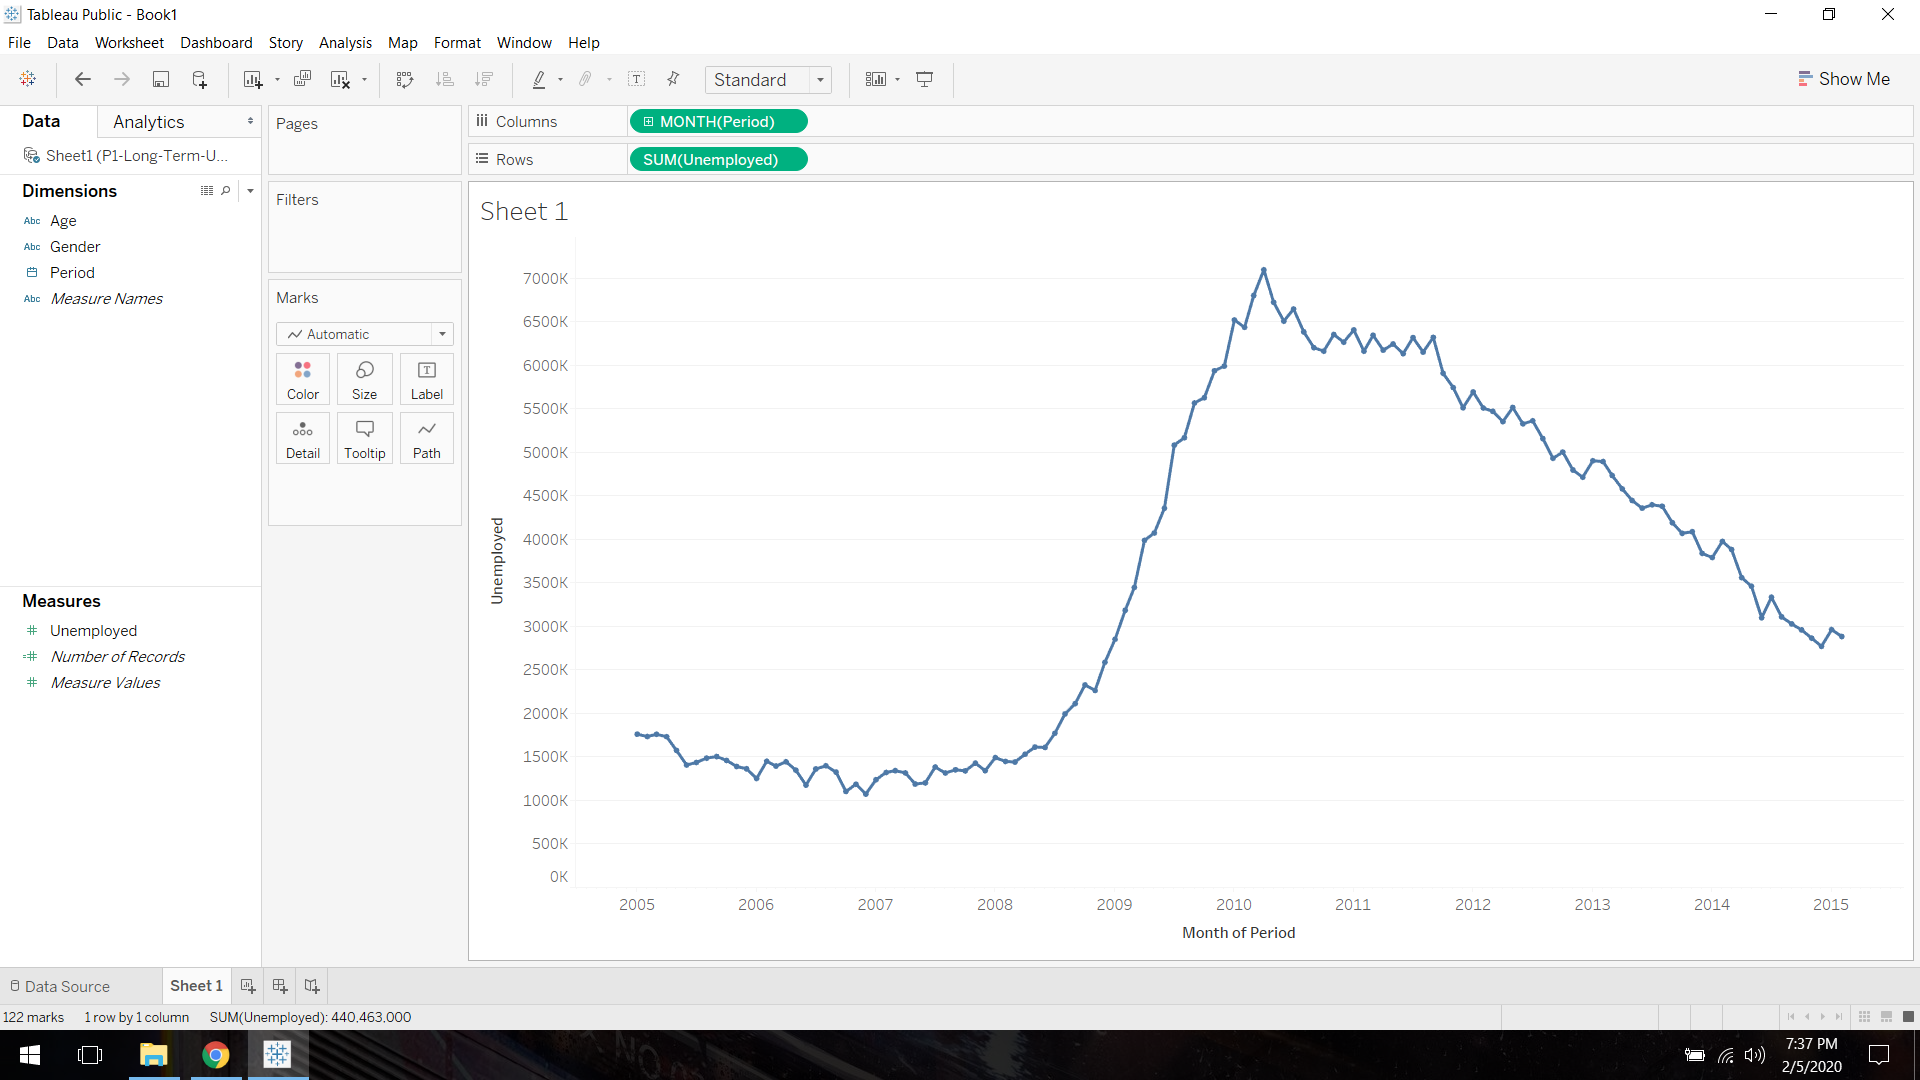 Tableau Public - Book1
File Data Worksheet Dashboard Story Analysis Map Format Window Help
Standard
Show Me
Data Analytics
Sheet1 (P1-Long-Term-U...
Dimensions
Abc Age
Abc Gender
Period
Abc Measure Names
Measures
Unemployed
Number of Records
Measure Values
Pages
Filters
Marks
Automatic
Color Size Label
Detail Tooltip Path
Columns MONTH(Period)
Rows SUM(Unemployed)
Sheet 1
7000K
6500K
6000K
5500K
5000K
4500K
4000K
3500K
3000K
2500K
2000K
1500K
1000K
500K
0K
Unemployed
2005 2006 2007 2008 2009 2010 2011 2012 2013 2014 2015
Month of Period
Data Source Sheet 1
122 marks 1 row by 1 column SUM(Unemployed): 440,463,000
7:37 PM
2/5/2020